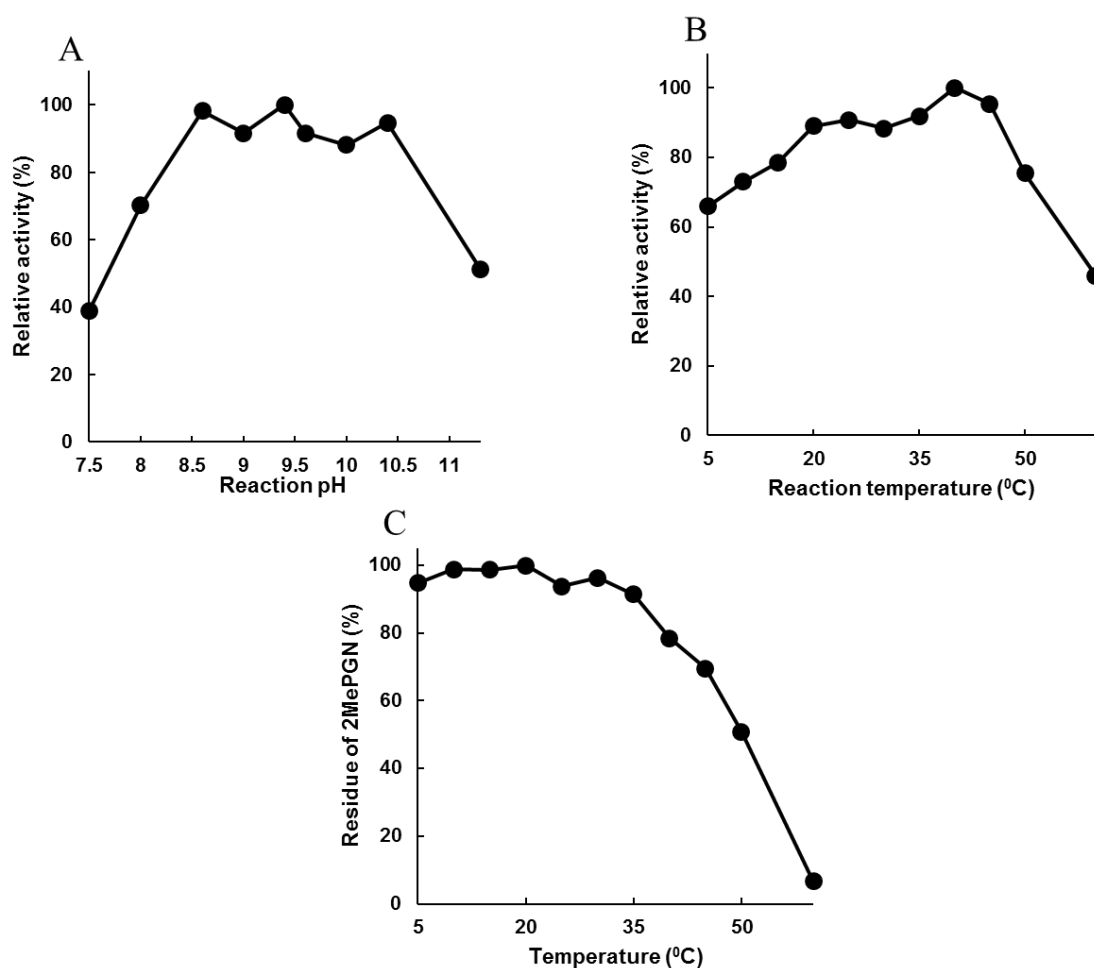 A
Relative activity (%)
100
80
60
40
20
0
7.5 8 8.5 9 9.5 10 10.5 11
Reaction pH
B
Relative activity (%)
100
80
60
40
20
0
5 20 35 50
Reaction temperature (⁰C)
C
Residue of 2MePGN (%)
100
80
60
40
20
0
5 20 35 50
Temperature (⁰C)